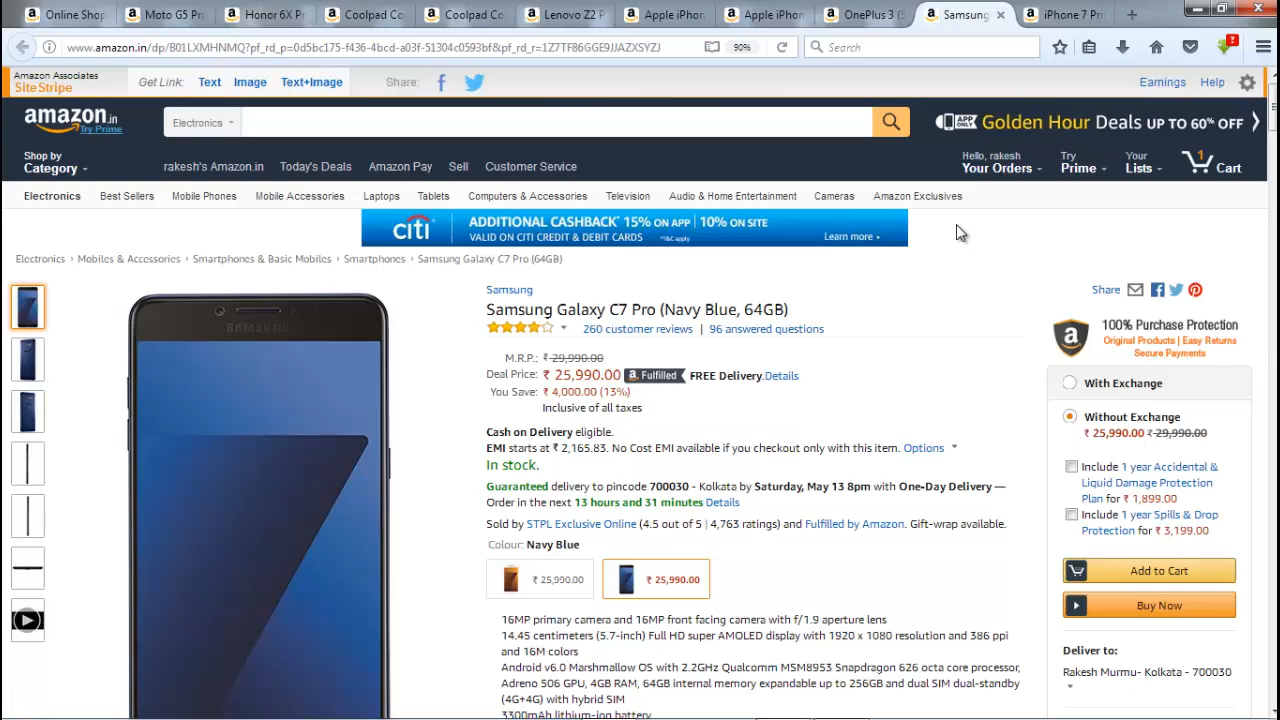 Online Shop
Moto G5 Pri
Honor 6X Pr
Coolpad Co
Coolpad Co
Lenovo Z2 P
Apple iPhon
Apple iPhon
OnePlus 3 (S
Samsung
iPhone 7 Pri
www.amazon.in/dp/B01LXMHNMQ?pf_rd_p=0d5bc175-f436-4bcd-a03f-51304c0593bf&pf_rd_r=1Z71F86GGE9JJAZXSYZJ
90%
Search
?
Amazon Associates
SiteStripe
Get Link: Text Image Text+Image
Share:
Earnings Help
amazon.in
Try Prime
Electronics
APP ONLY Golden Hour Deals UP TO 60% OFF
Shop by
Category
rakesh's Amazon.in Today's Deals Amazon Pay Sell Customer Service
Hello, rakesh
Your Orders
Try
Prime
Your
Lists
1
Cart
Electronics Best Sellers Mobile Phones Mobile Accessories Laptops Tablets Computers & Accessories Television Audio & Home Entertainment Cameras Amazon Exclusives
citi
ADDITIONAL CASHBACK* 15% ON APP | 10% ON SITE
VALID ON CITI CREDIT & DEBIT CARDS *T&C apply Learn more
Electronics › Mobiles & Accessories › Smartphones & Basic Mobiles › Smartphones › Samsung Galaxy C7 Pro (64GB)
SAMSUNG
Samsung
Samsung Galaxy C7 Pro (Navy Blue, 64GB)
260 customer reviews | 96 answered questions
M.R.P.: ₹ 29,990.00
Deal Price: ₹ 25,990.00 a Fulfilled FREE Delivery.Details
You Save: ₹ 4,000.00 (13%)
Inclusive of all taxes
Cash on Delivery eligible.
EMI starts at ₹ 2,165.83. No Cost EMI available if you checkout only with this item. Options
In stock.
Guaranteed delivery to pincode 700030 - Kolkata by Saturday, May 13 8pm with One-Day Delivery —
Order in the next 13 hours and 31 minutes Details
Sold by STPL Exclusive Online (4.5 out of 5 | 4,763 ratings) and Fulfilled by Amazon. Gift-wrap available.
Colour: Navy Blue
₹ 25,990.00
₹ 25,990.00
16MP primary camera and 16MP front facing camera with f/1.9 aperture lens
14.45 centimeters (5.7-inch) Full HD super AMOLED display with 1920 x 1080 resolution and 386 ppi
and 16M colors
Android v6.0 Marshmallow OS with 2.2GHz Qualcomm MSM8953 Snapdragon 626 octa core processor,
Adreno 506 GPU, 4GB RAM, 64GB internal memory expandable up to 256GB and dual SIM dual-standby
(4G+4G) with hybrid SIM
3300mAh lithium-ion battery
Share
a
100% Purchase Protection
Original Products | Easy Returns
Secure Payments
With Exchange
Without Exchange
₹ 25,990.00 ₹ 29,990.00
Include 1 year Accidental &
Liquid Damage Protection
Plan for ₹ 1,899.00
Include 1 year Spills & Drop
Protection for ₹ 3,199.00
Add to Cart
Buy Now
Deliver to:
Rakesh Murmu- Kolkata - 700030